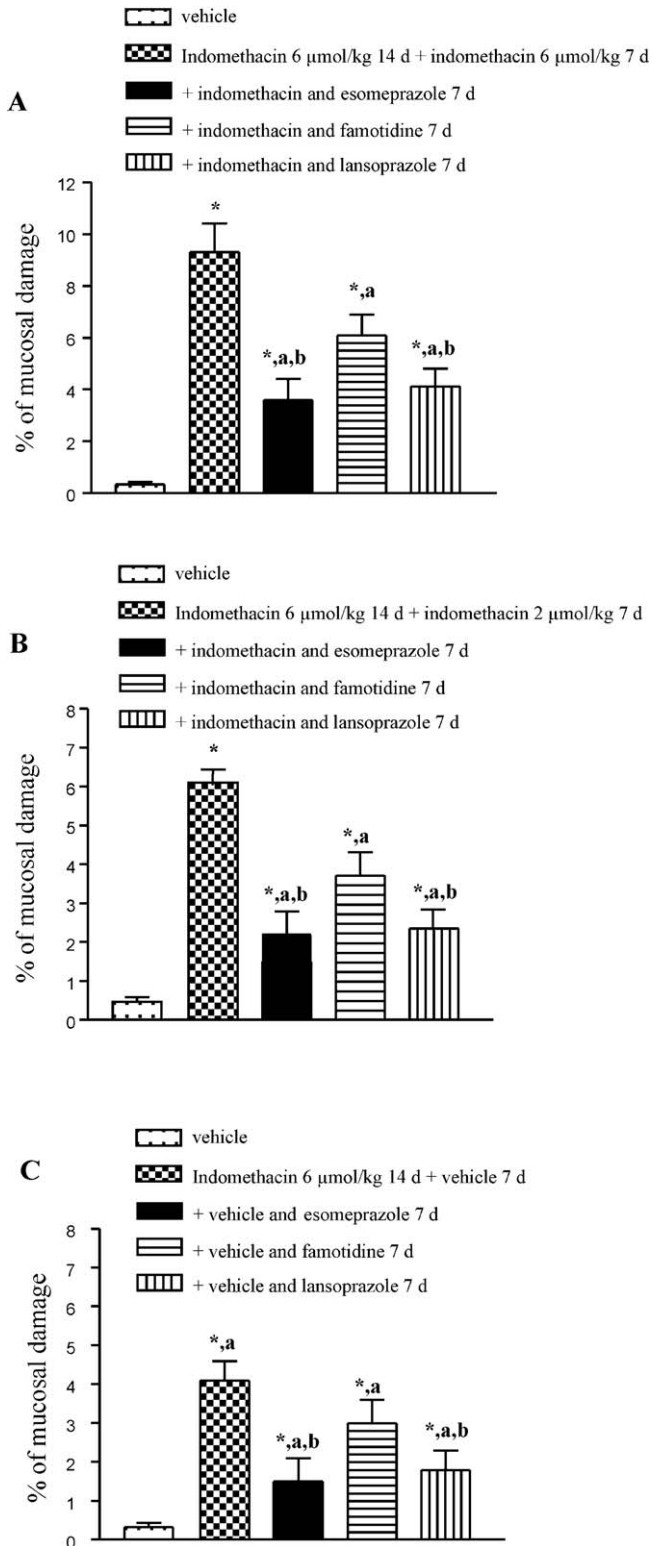 A
vehicle
Indomethacin 6 µmol/kg 14 d + indomethacin 6 µmol/kg 7 d
+ indomethacin and esomeprazole 7 d
+ indomethacin and famotidine 7 d
+ indomethacin and lansoprazole 7 d
% of mucosal damage
12
10
8
6
4
2
0
*
*,a,b
*,a
*,a,b
B
vehicle
Indomethacin 6 µmol/kg 14 d + indomethacin 2 µmol/kg 7 d
+ indomethacin and esomeprazole 7 d
+ indomethacin and famotidine 7 d
+ indomethacin and lansoprazole 7 d
% of mucosal damage
8
7
6
5
4
3
2
1
0
*
*,a,b
*,a
*,a,b
C
vehicle
Indomethacin 6 µmol/kg 14 d + vehicle 7 d
+ vehicle and esomeprazole 7 d
+ vehicle and famotidine 7 d
+ vehicle and lansoprazole 7 d
% of mucosal damage
8
7
6
5
4
3
2
1
0
*,a
*,a,b
*,a
*,a,b